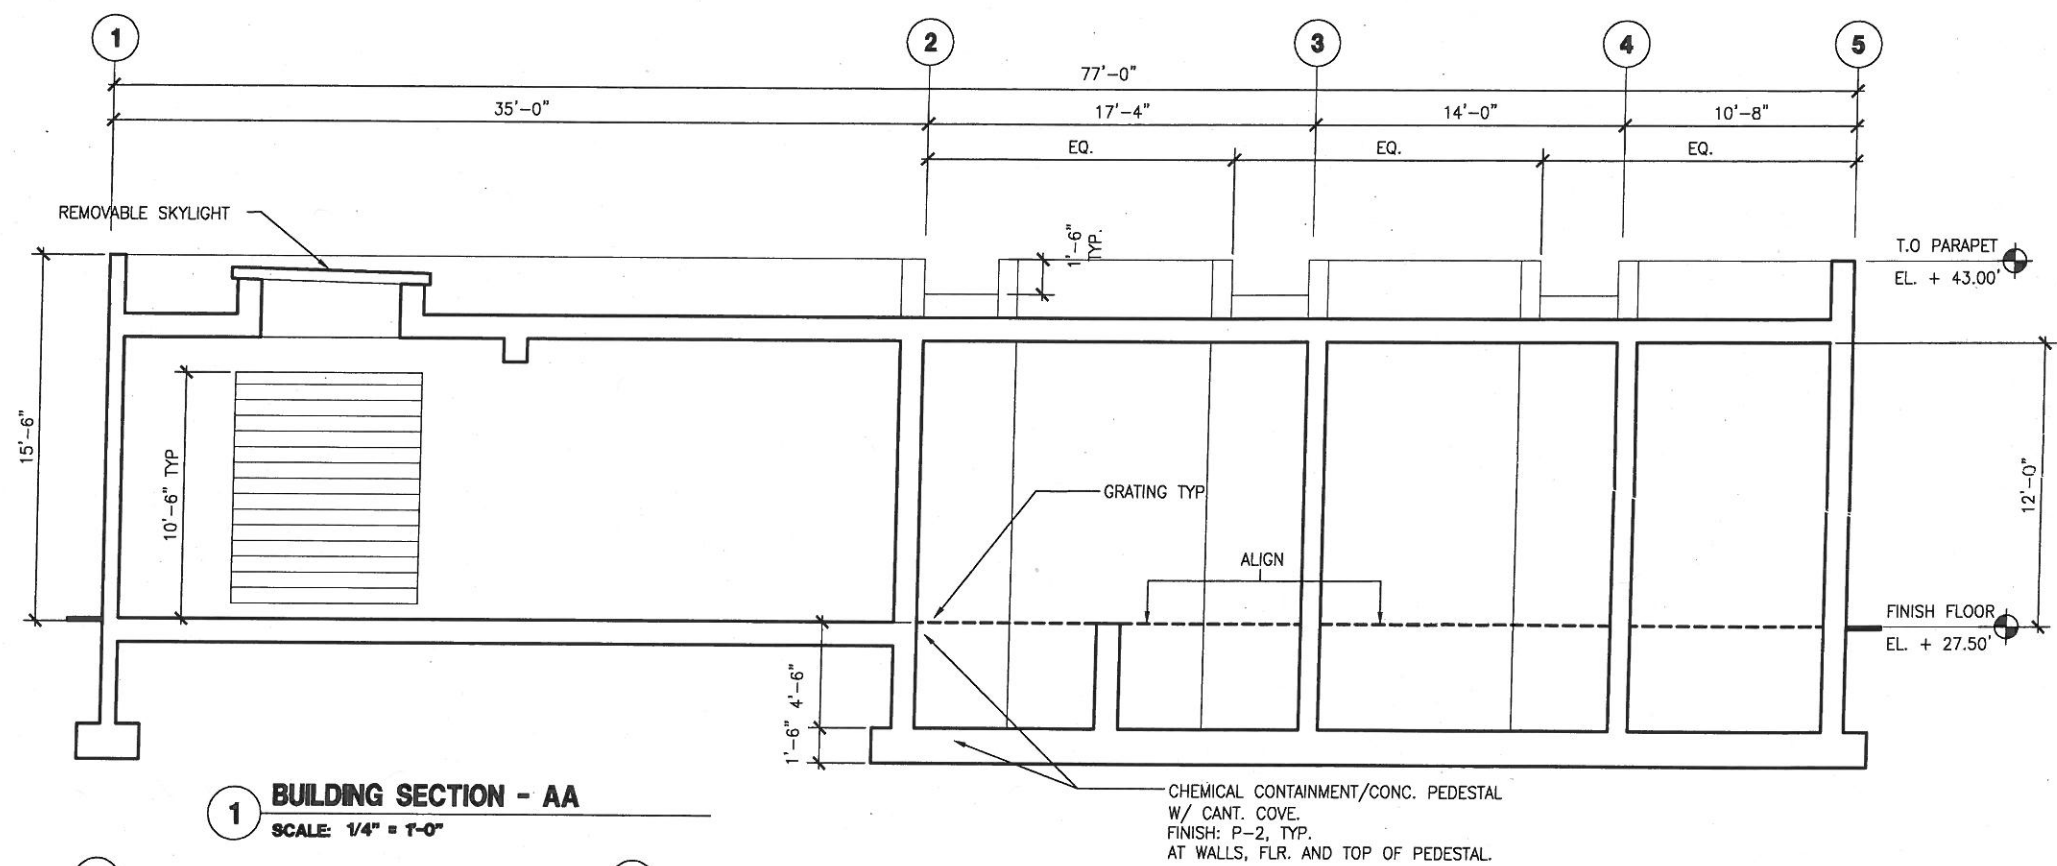 1 2 3 4 5
77'-0"
35'-0" 17'-4" 14'-0" 10'-8"
EQ. EQ. EQ.
REMOVABLE SKYLIGHT
1'-6"
TYP.
T.O PARAPET
EL. + 43.00'
15'-6"
10'-6" TYP
12'-0"
GRATING TYP
ALIGN
FINISH FLOOR
EL. + 27.50'
4'-6"
1'-6"
CHEMICAL CONTAINMENT/CONC. PEDESTAL
W/ CANT. COVE.
FINISH: P-2, TYP.
AT WALLS, FLR. AND TOP OF PEDESTAL.
1 BUILDING SECTION - AA
SCALE: 1/4" = 1'-0"